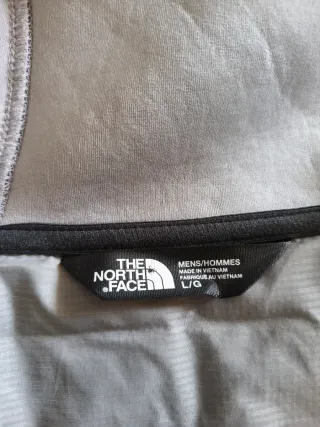 THE
NORTH
FACE
MENS/HOMMES
MADE IN VIETNAM
FABRIQUÉ AU VIETNAM
L/G